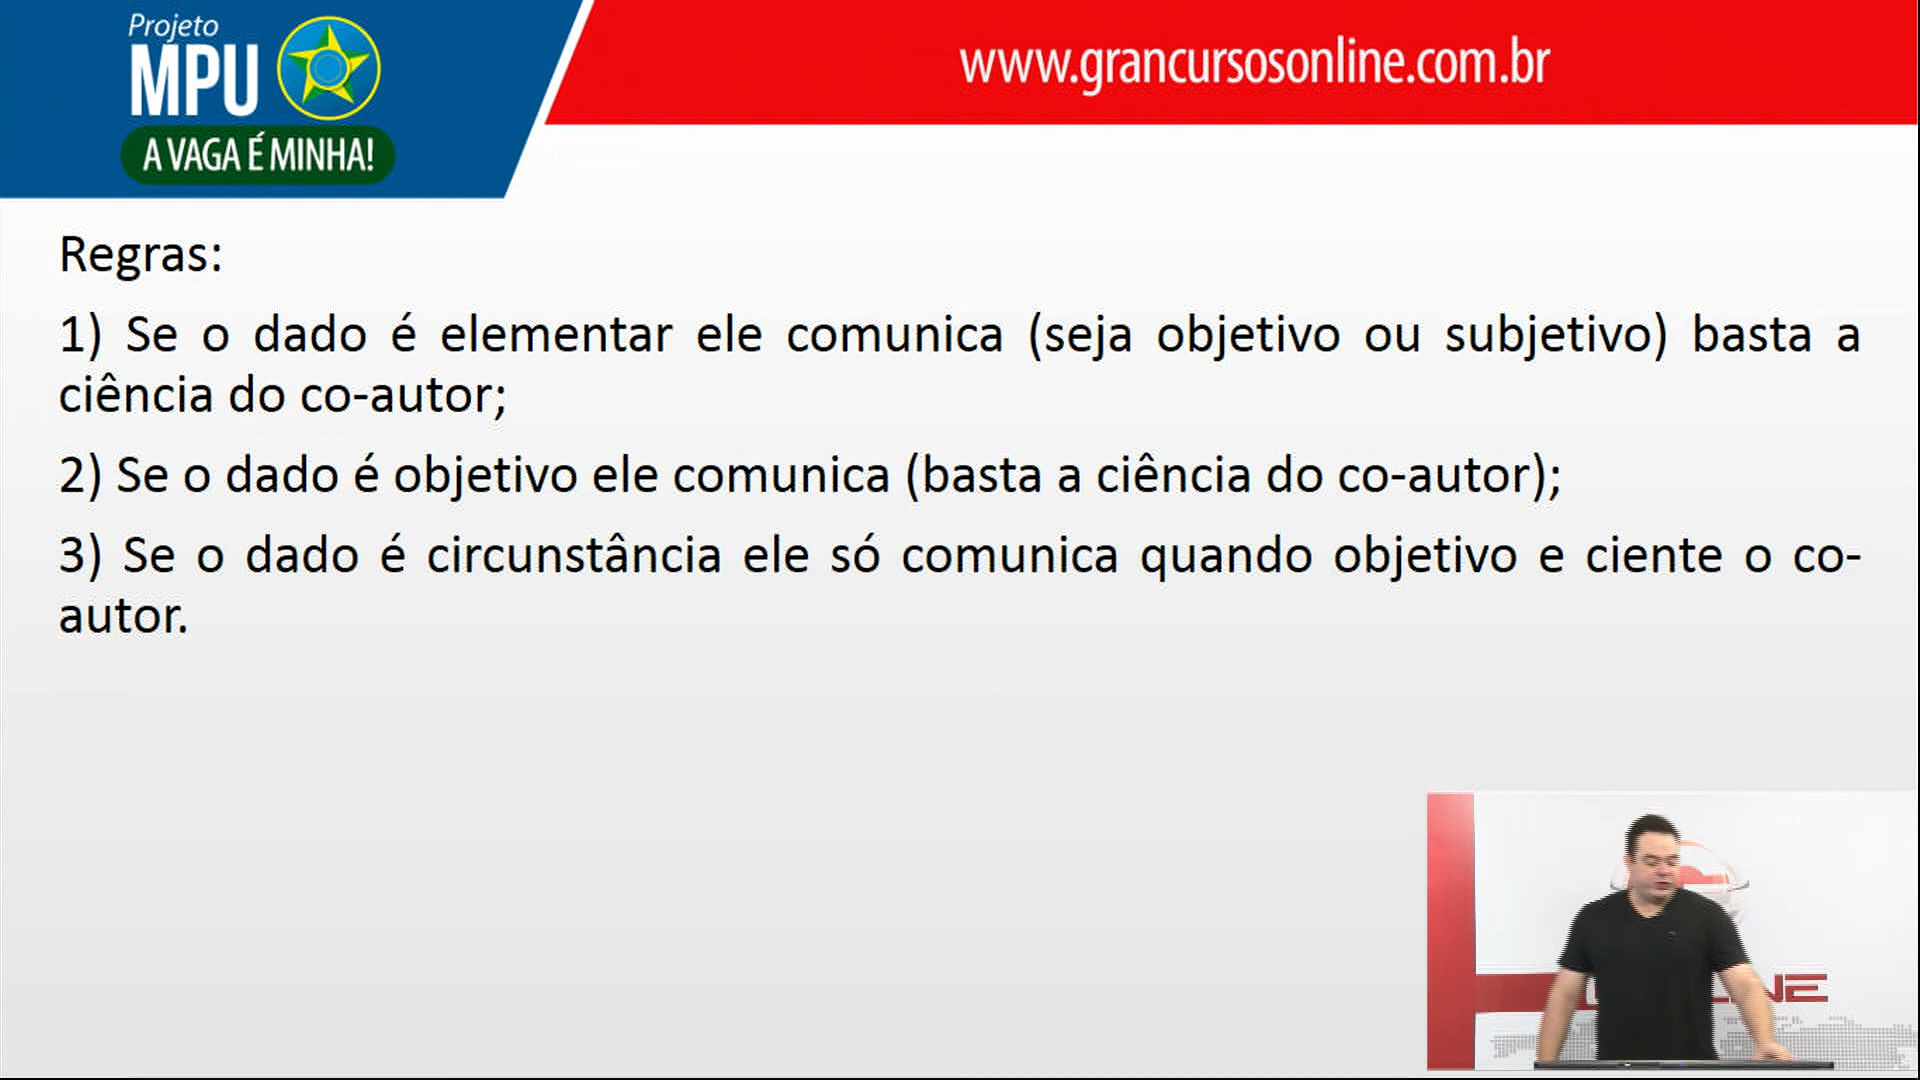 Projeto
MPU
A VAGA É MINHA!
www.grancursosonline.com.br
Regras:
1) Se o dado é elementar ele comunica (seja objetivo ou subjetivo) basta a
ciência do co-autor;
2) Se o dado é objetivo ele comunica (basta a ciência do co-autor);
3) Se o dado é circunstância ele só comunica quando objetivo e ciente o co-
autor.